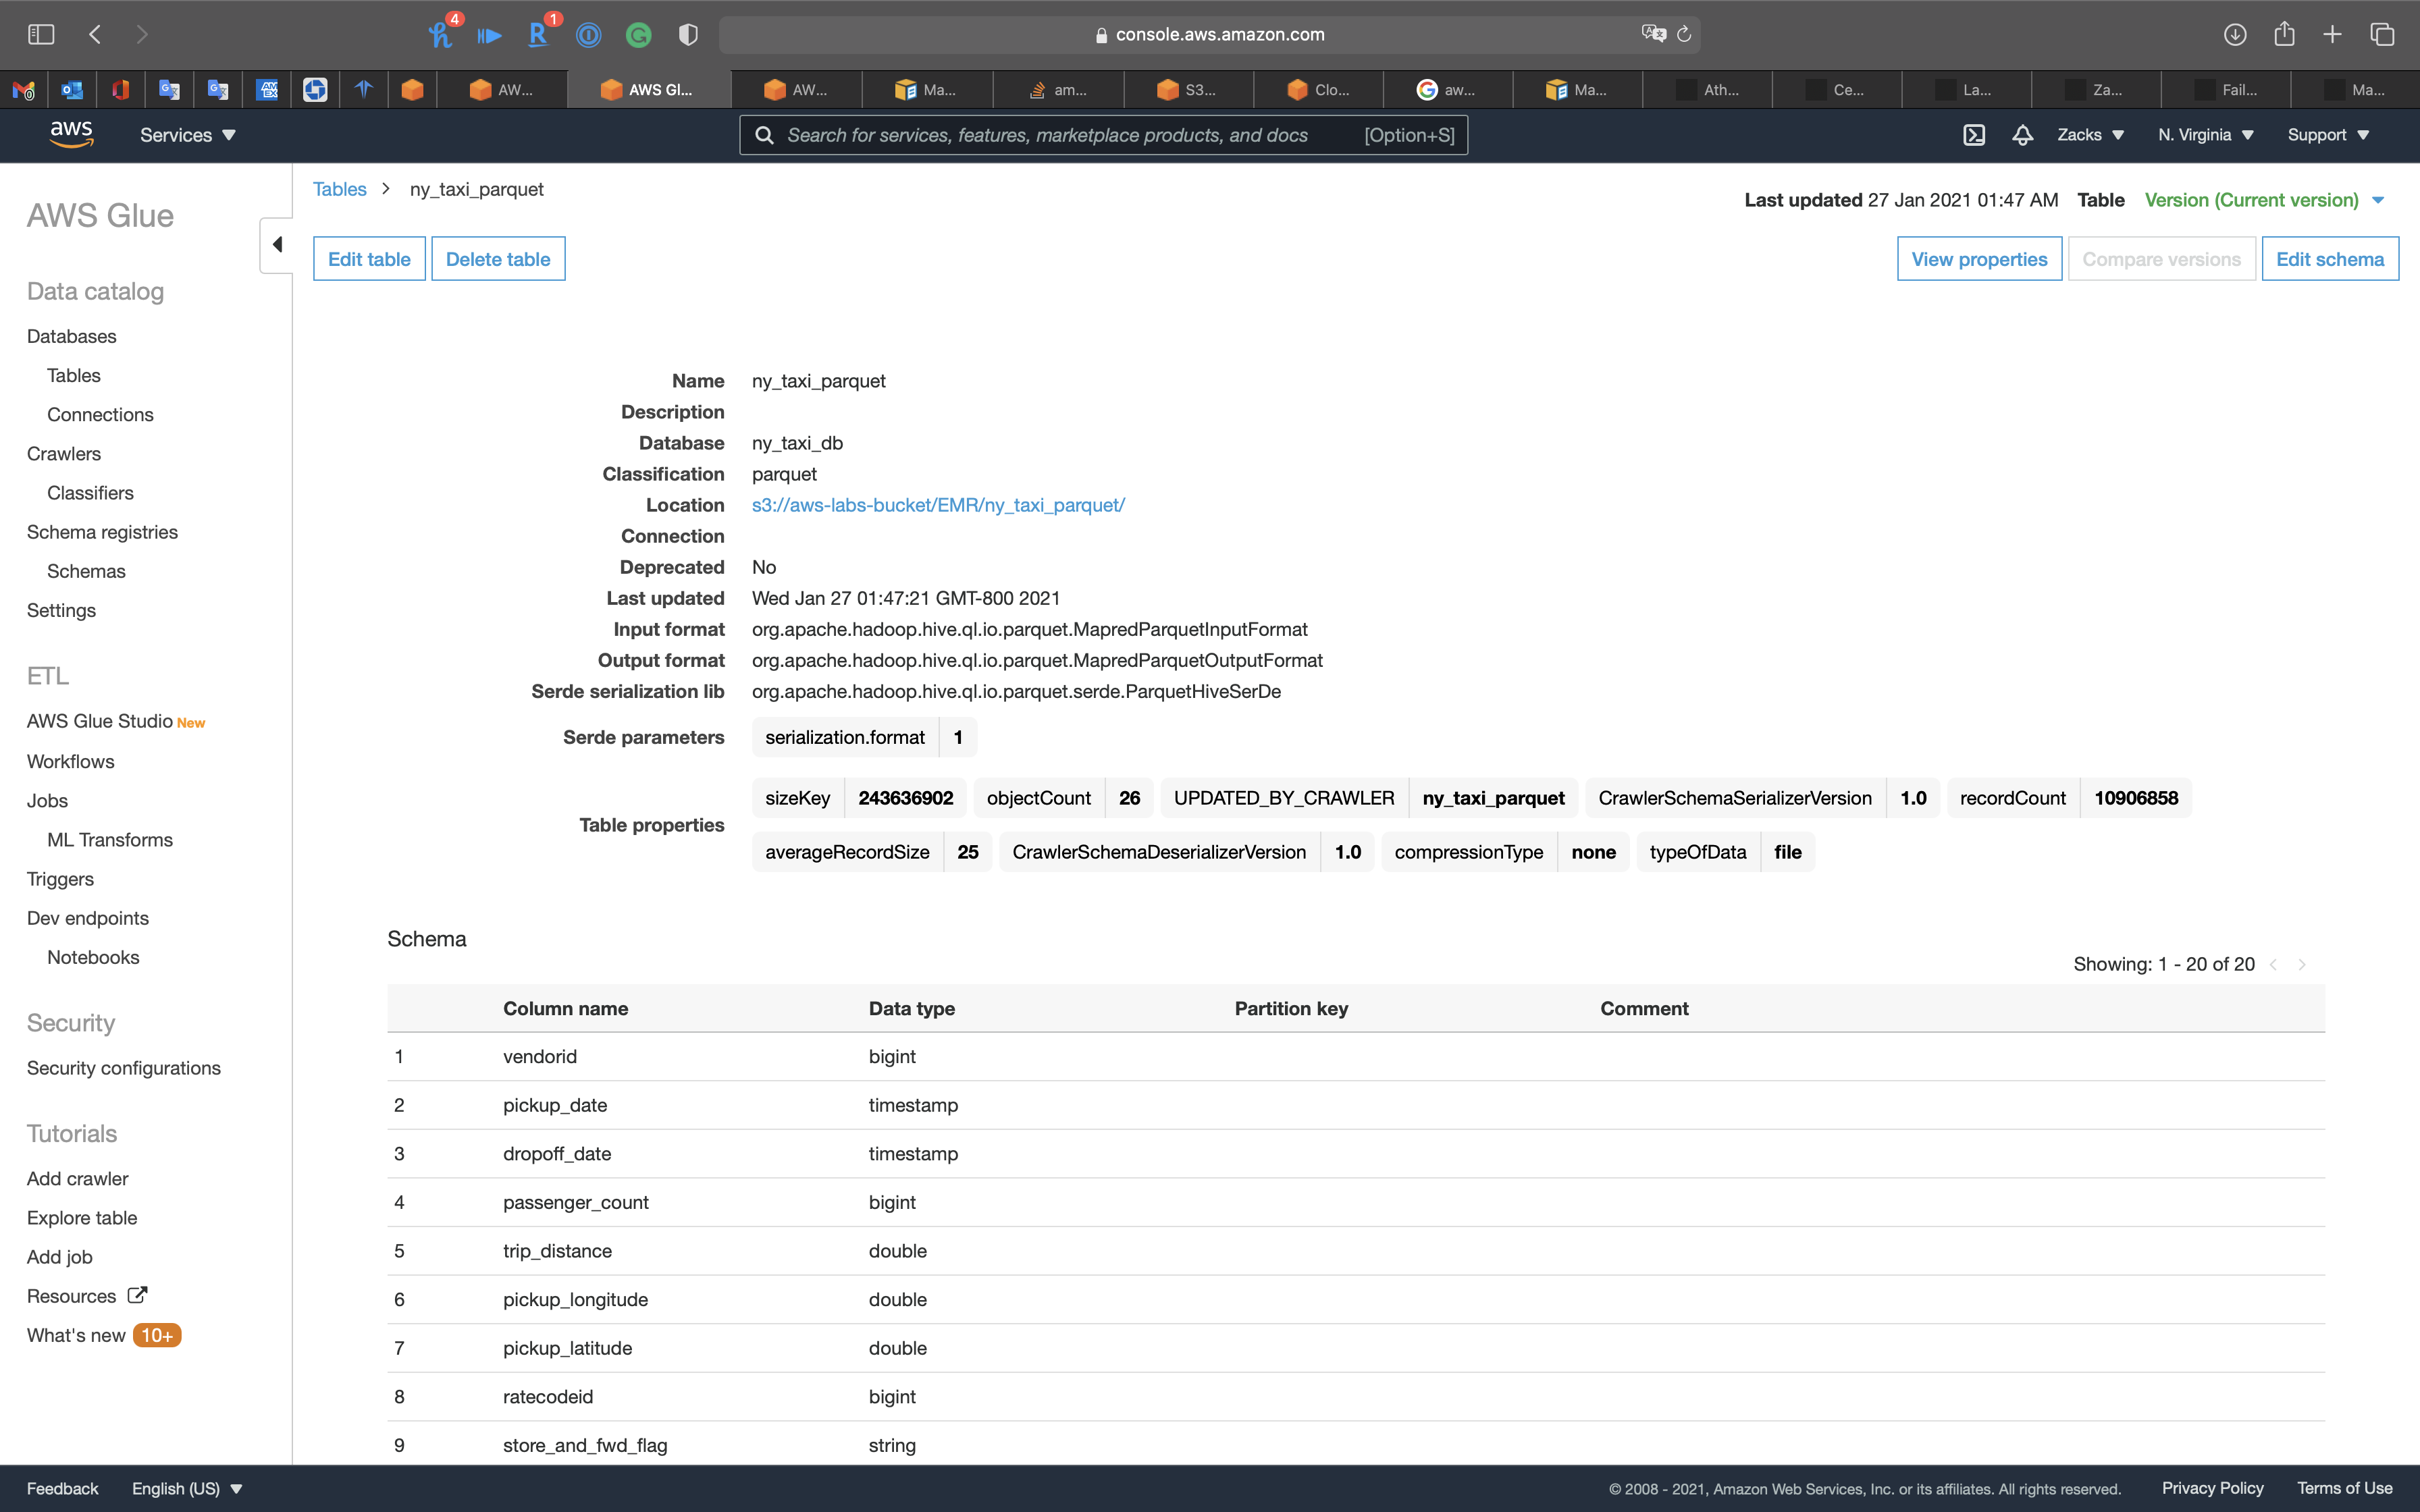 4
1
console.aws.amazon.com
AW...
AWS Gl...
AW...
Ma...
am...
S3...
Clo...
aw...
Ma...
Ath...
Ce...
La...
Za...
Fail...
Ma...
aws
Services
Search for services, features, marketplace products, and docs [Option+S]
Zacks
N. Virginia
Support
AWS Glue
Data catalog
Databases
Tables
Connections
Crawlers
Classifiers
Schema registries
Schemas
Settings
ETL
AWS Glue Studio New
Workflows
Jobs
ML Transforms
Triggers
Dev endpoints
Notebooks
Security
Security configurations
Tutorials
Add crawler
Explore table
Add job
Resources
What's new 10+
Tables > ny_taxi_parquet
Last updated 27 Jan 2021 01:47 AM Table Version (Current version)
Edit table Delete table
View properties Compare versions Edit schema
Name ny_taxi_parquet
Description
Database ny_taxi_db
Classification parquet
Location s3://aws-labs-bucket/EMR/ny_taxi_parquet/
Connection
Deprecated No
Last updated Wed Jan 27 01:47:21 GMT-800 2021
Input format org.apache.hadoop.hive.ql.io.parquet.MapredParquetInputFormat
Output format org.apache.hadoop.hive.ql.io.parquet.MapredParquetOutputFormat
Serde serialization lib org.apache.hadoop.hive.ql.io.parquet.serde.ParquetHiveSerDe
Serde parameters serialization.format 1
Table properties
sizeKey 243636902 objectCount 26 UPDATED_BY_CRAWLER ny_taxi_parquet CrawlerSchemaSerializerVersion 1.0 recordCount 10906858
averageRecordSize 25 CrawlerSchemaDeserializerVersion 1.0 compressionType none typeOfData file
Schema
Showing: 1 - 20 of 20 < >
Column name Data type Partition key Comment
1 vendorid bigint
2 pickup_date timestamp
3 dropoff_date timestamp
4 passenger_count bigint
5 trip_distance double
6 pickup_longitude double
7 pickup_latitude double
8 ratecodeid bigint
9 store_and_fwd_flag string
Feedback English (US)
© 2008 - 2021, Amazon Web Services, Inc. or its affiliates. All rights reserved. Privacy Policy Terms of Use